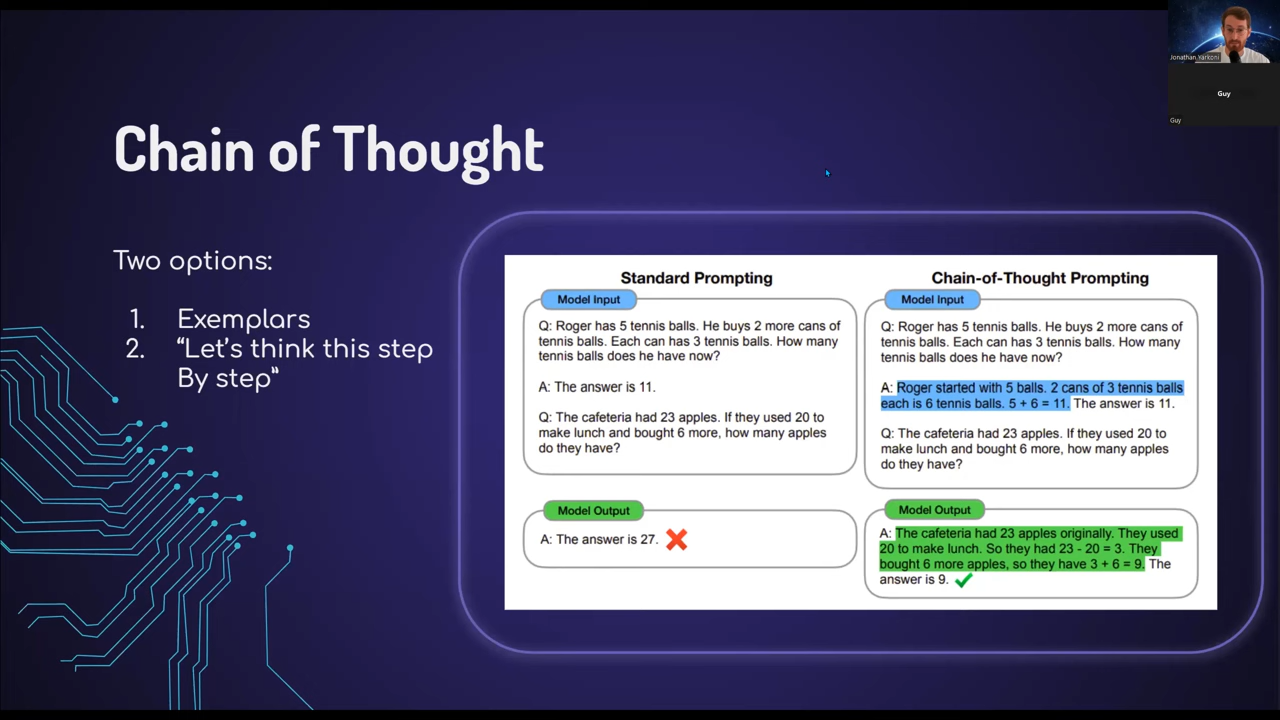 Jonathan Yarkoni
Guy
Guy
Chain of Thought
Two options:
1. Exemplars
2. “Let’s think this step
By step”
Standard Prompting
Model Input
Q: Roger has 5 tennis balls. He buys 2 more cans of
tennis balls. Each can has 3 tennis balls. How many
tennis balls does he have now?
A: The answer is 11.
Q: The cafeteria had 23 apples. If they used 20 to
make lunch and bought 6 more, how many apples
do they have?
Model Output
A: The answer is 27.
Chain-of-Thought Prompting
Model Input
Q: Roger has 5 tennis balls. He buys 2 more cans of
tennis balls. Each can has 3 tennis balls. How many
tennis balls does he have now?
A: Roger started with 5 balls. 2 cans of 3 tennis balls
each is 6 tennis balls. 5 + 6 = 11. The answer is 11.
Q: The cafeteria had 23 apples. If they used 20 to
make lunch and bought 6 more, how many apples
do they have?
Model Output
A: The cafeteria had 23 apples originally. They used
20 to make lunch. So they had 23 - 20 = 3. They
bought 6 more apples, so they have 3 + 6 = 9. The
answer is 9.